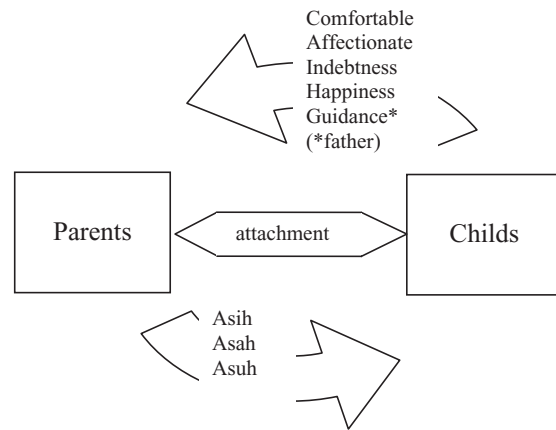 Comfortable
Affectionate
Indebtness
Happiness
Guidance*
(*father)
Parents
attachment
Childs
Asih
Asah
Asuh